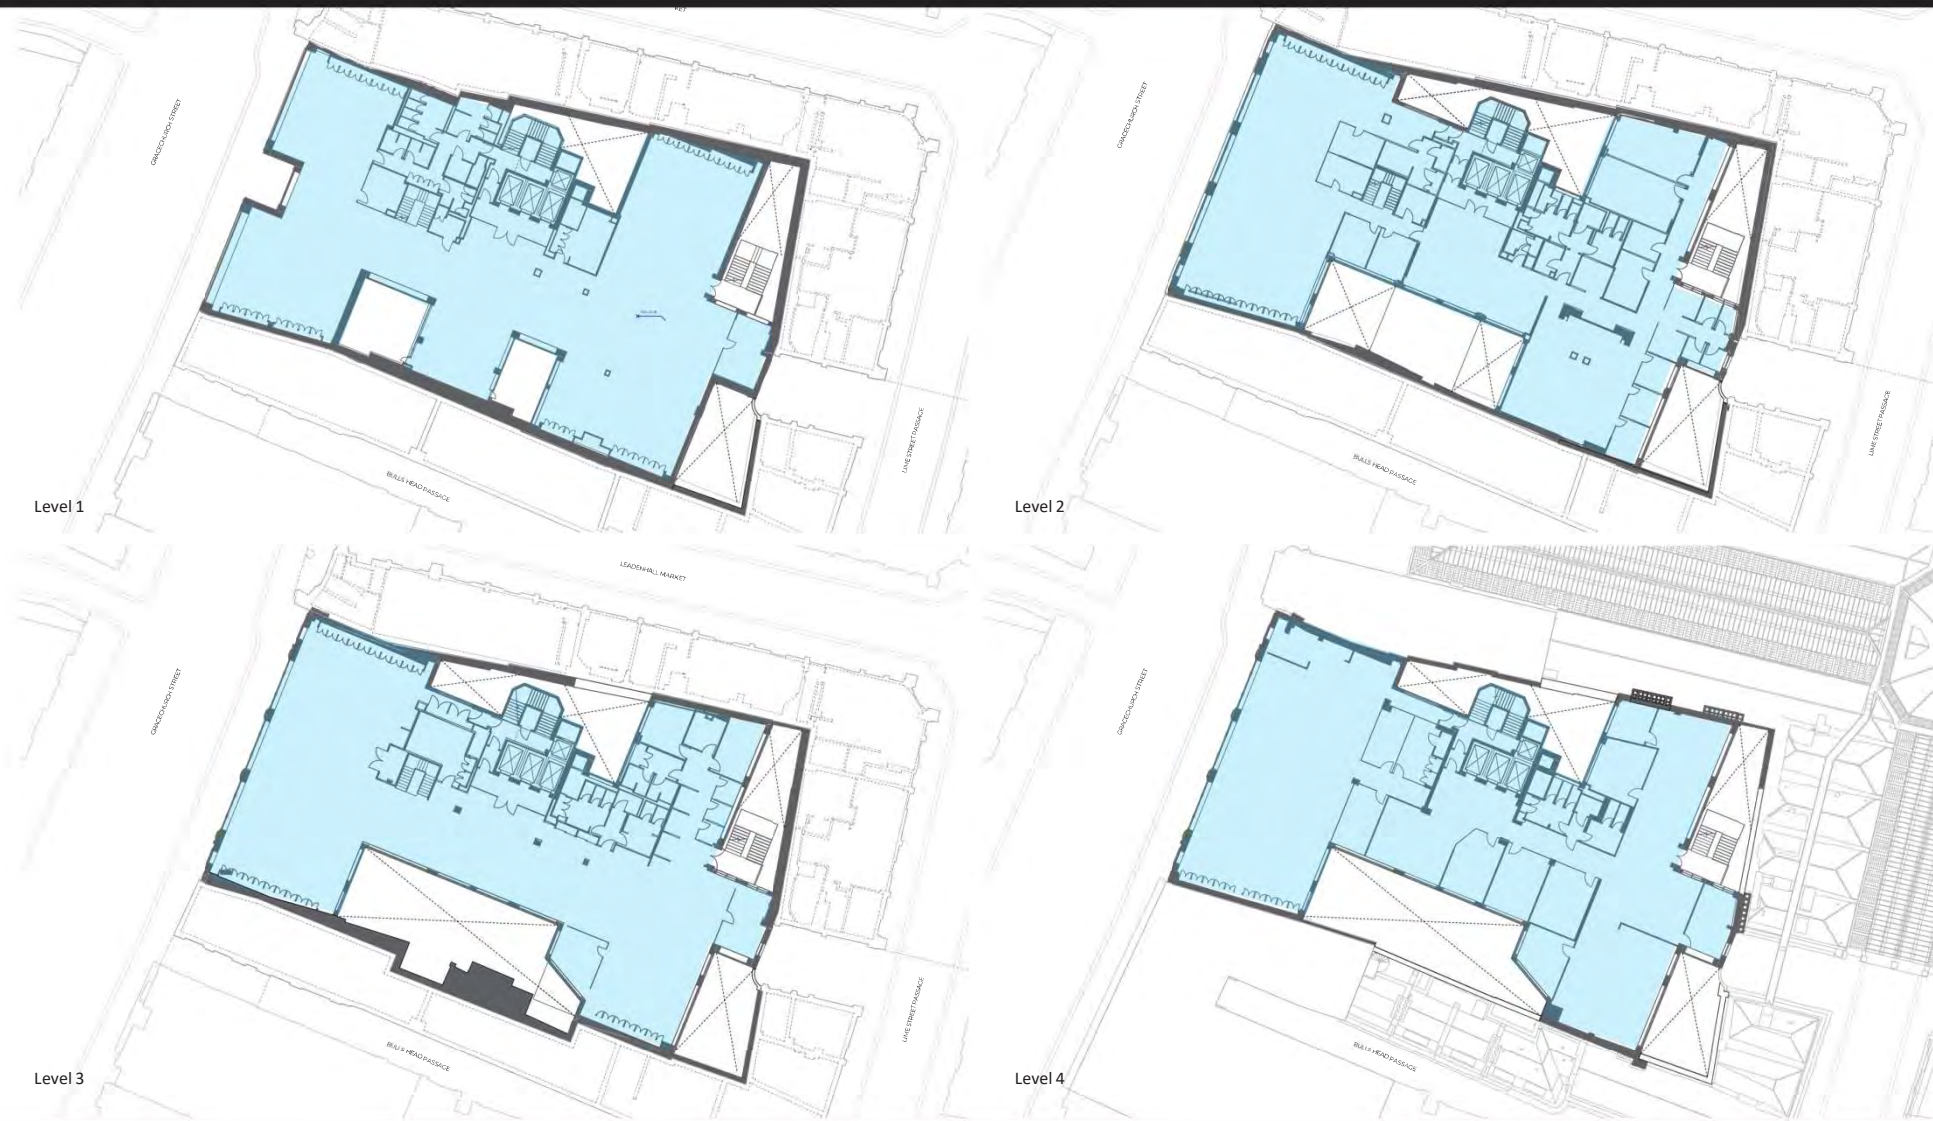 KET
GRACECHURCH STREET
LIME STREET PASSAGE
BULLS HEAD PASSAGE
Level 1
GRACECHURCH STREET
LIME STREET PASSAGE
BULLS HEAD PASSAGE
Level 2
LEADENHALL MARKET
GRACECHURCH STREET
LIME STREET PASSAGE
BULLS HEAD PASSAGE
Level 3
GRACECHURCH STREET
BULLS HEAD PASSAGE
Level 4